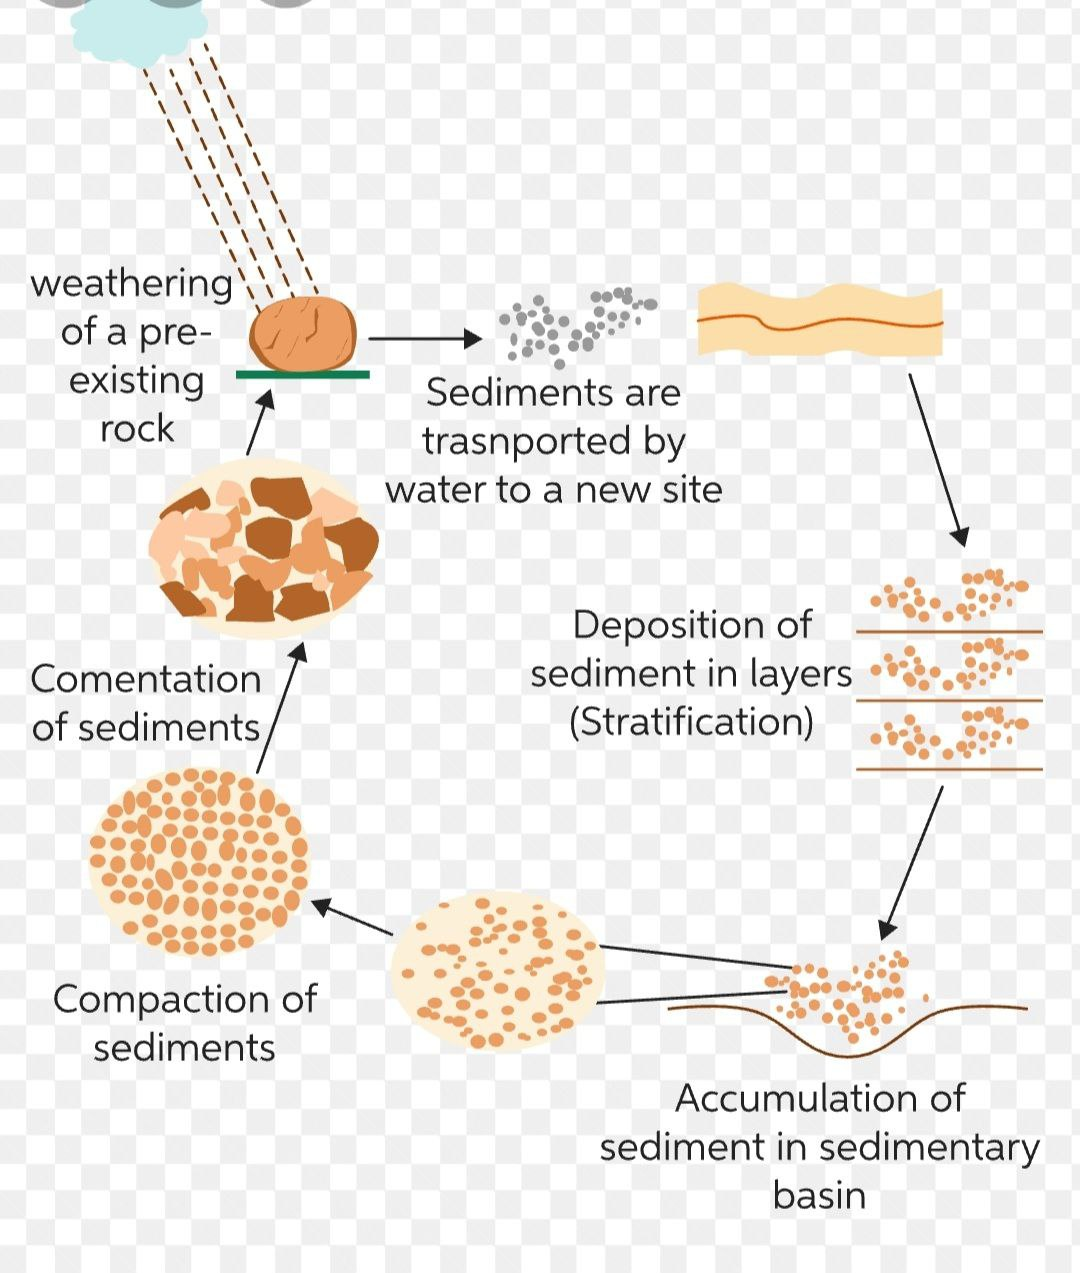 weathering
of a pre-
existing
rock
Sediments are
trasnported by
water to a new site
Deposition of
sediment in layers
(Stratification)
Comentation
of sediments
Compaction of
sediments
Accumulation of
sediment in sedimentary
basin